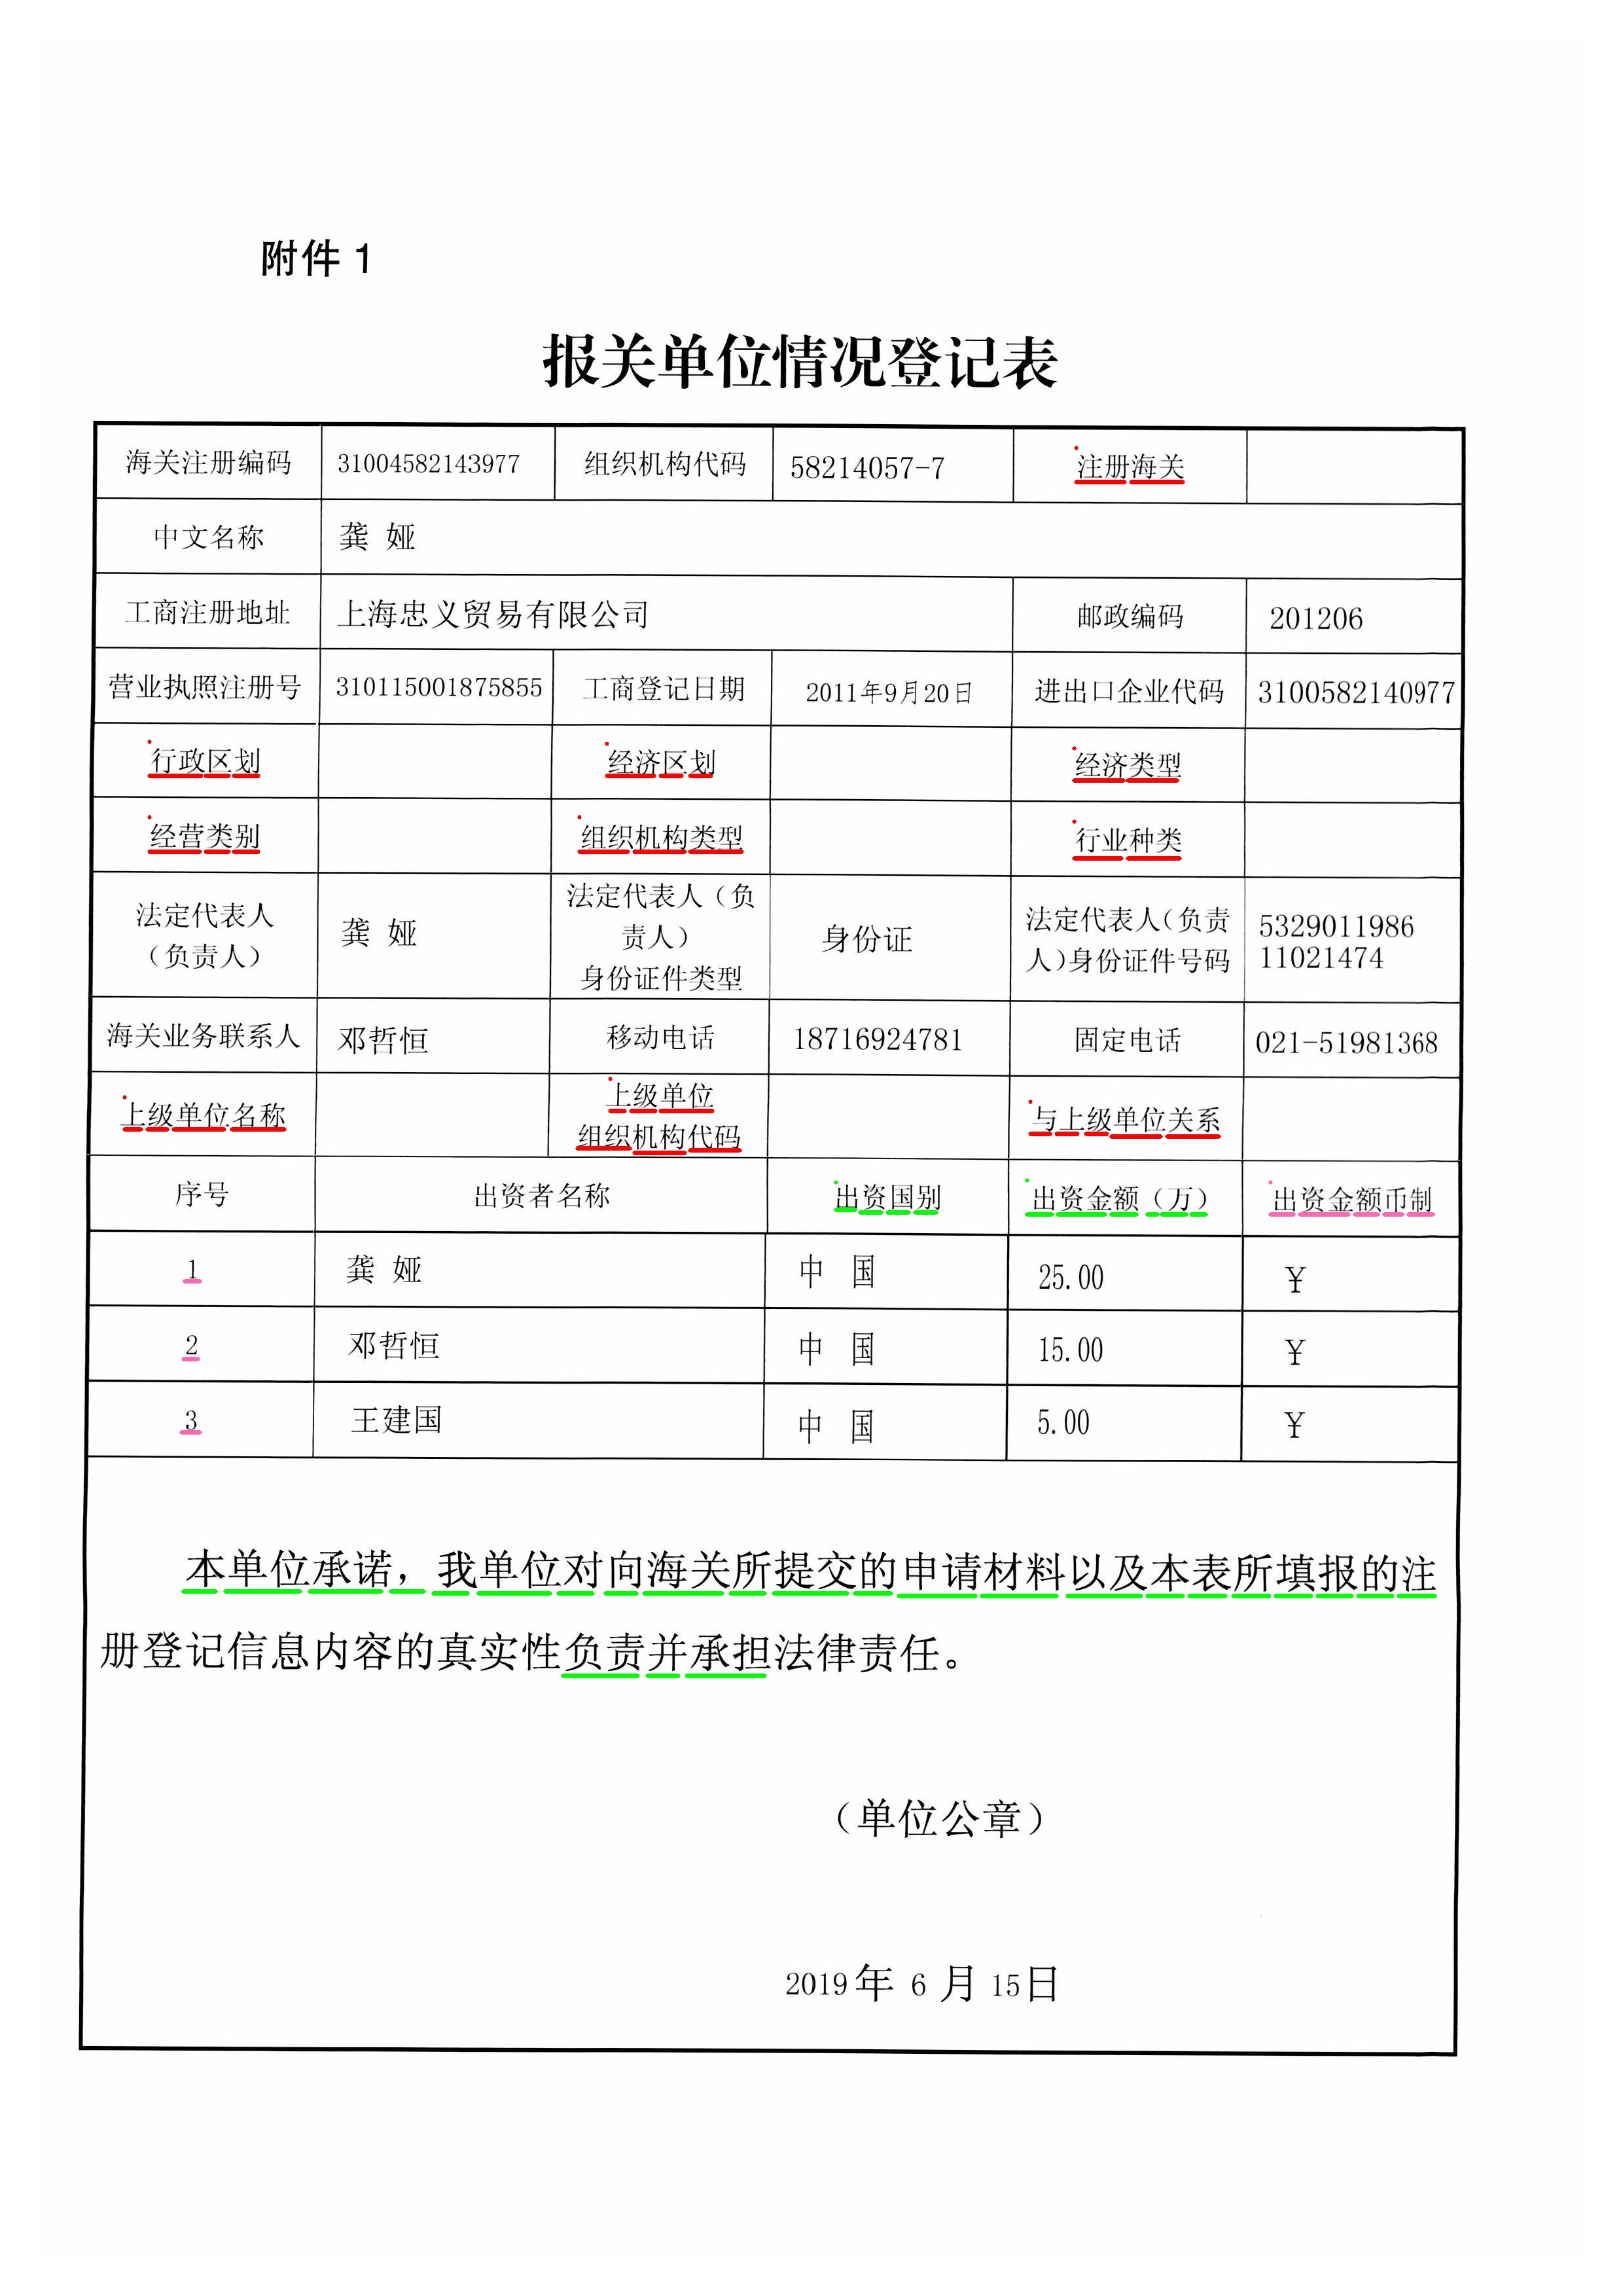 附件 1
报关单位情况登记表
海关注册编码 31004582143977 组织机构代码 58214057-7 注册海关
中文名称 龚 娅
工商注册地址 上海忠义贸易有限公司 邮政编码 201206
营业执照注册号 310115001875855 工商登记日期 2011年9月20日 进出口企业代码 3100582140977
行政区划 经济区划 经济类型
经营类别 组织机构类型 行业种类
法定代表人
（负责人）
龚 娅
法定代表人（负
责人）
身份证件类型
身份证
法定代表人（负责
人）身份证件号码
5329011986
11021474
海关业务联系人 邓哲恒 移动电话 18716924781 固定电话 021-51981368
上级单位名称
上级单位
组织机构代码
与上级单位关系
序号 出资者名称 出资国别 出资金额（万） 出资金额币制
1 龚 娅 中 国 25.00 ¥
2 邓哲恒 中 国 15.00 ¥
3 王建国 中 国 5.00 ¥
本单位承诺，我单位对向海关所提交的申请材料以及本表所填报的注
册登记信息内容的真实性负责并承担法律责任。
（单位公章）
2019年 6 月 15日